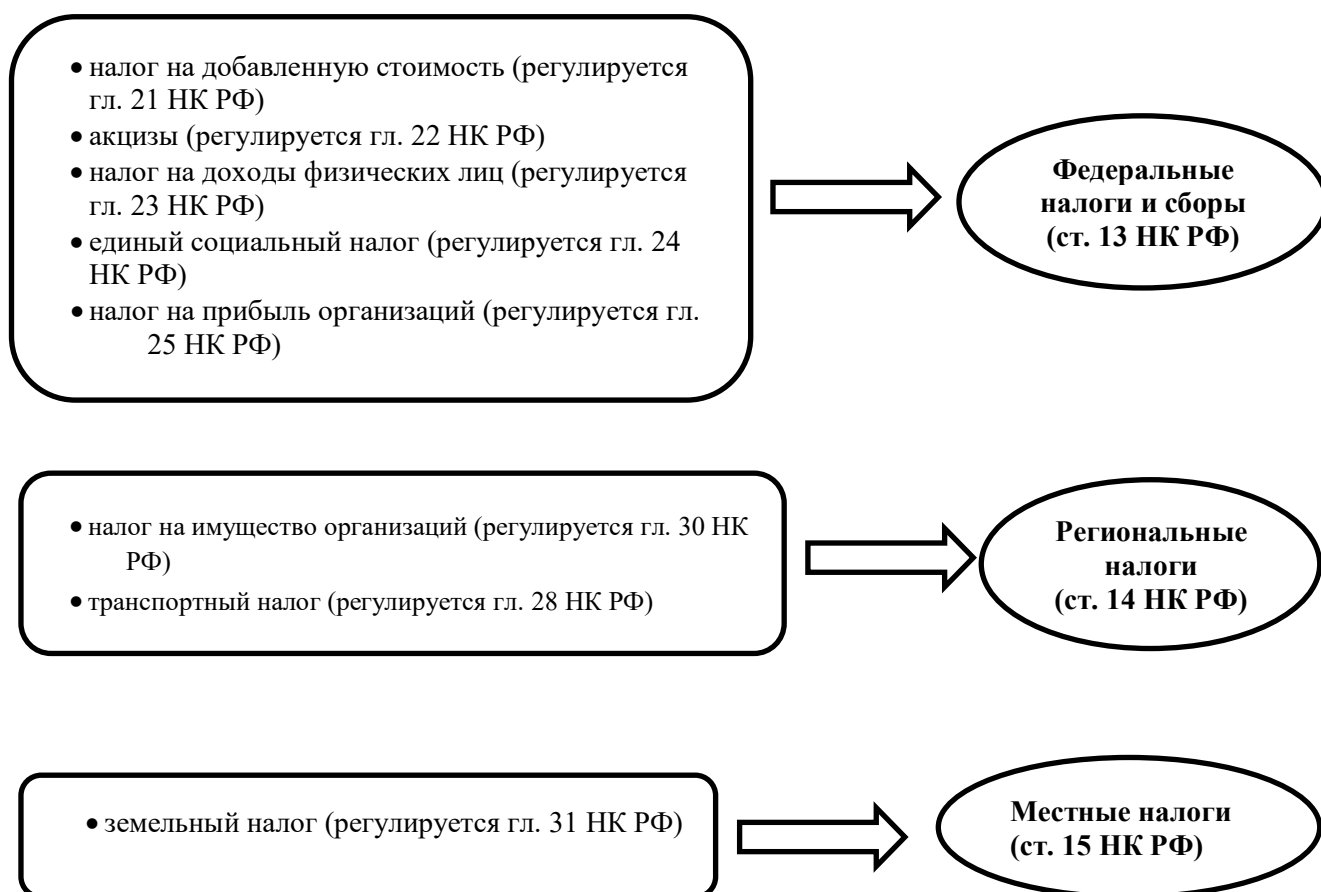 • налог на добавленную стоимость (регулируется
гл. 21 НК РФ)
• акцизы (регулируется гл. 22 НК РФ)
• налог на доходы физических лиц (регулируется
гл. 23 НК РФ)
• единый социальный налог (регулируется гл. 24
НК РФ)
• налог на прибыль организаций (регулируется гл.
25 НК РФ)
Федеральные
налоги и сборы
(ст. 13 НК РФ)
• налог на имущество организаций (регулируется гл. 30 НК
РФ)
• транспортный налог (регулируется гл. 28 НК РФ)
Региональные
налоги
(ст. 14 НК РФ)
• земельный налог (регулируется гл. 31 НК РФ)
Местные налоги
(ст. 15 НК РФ)